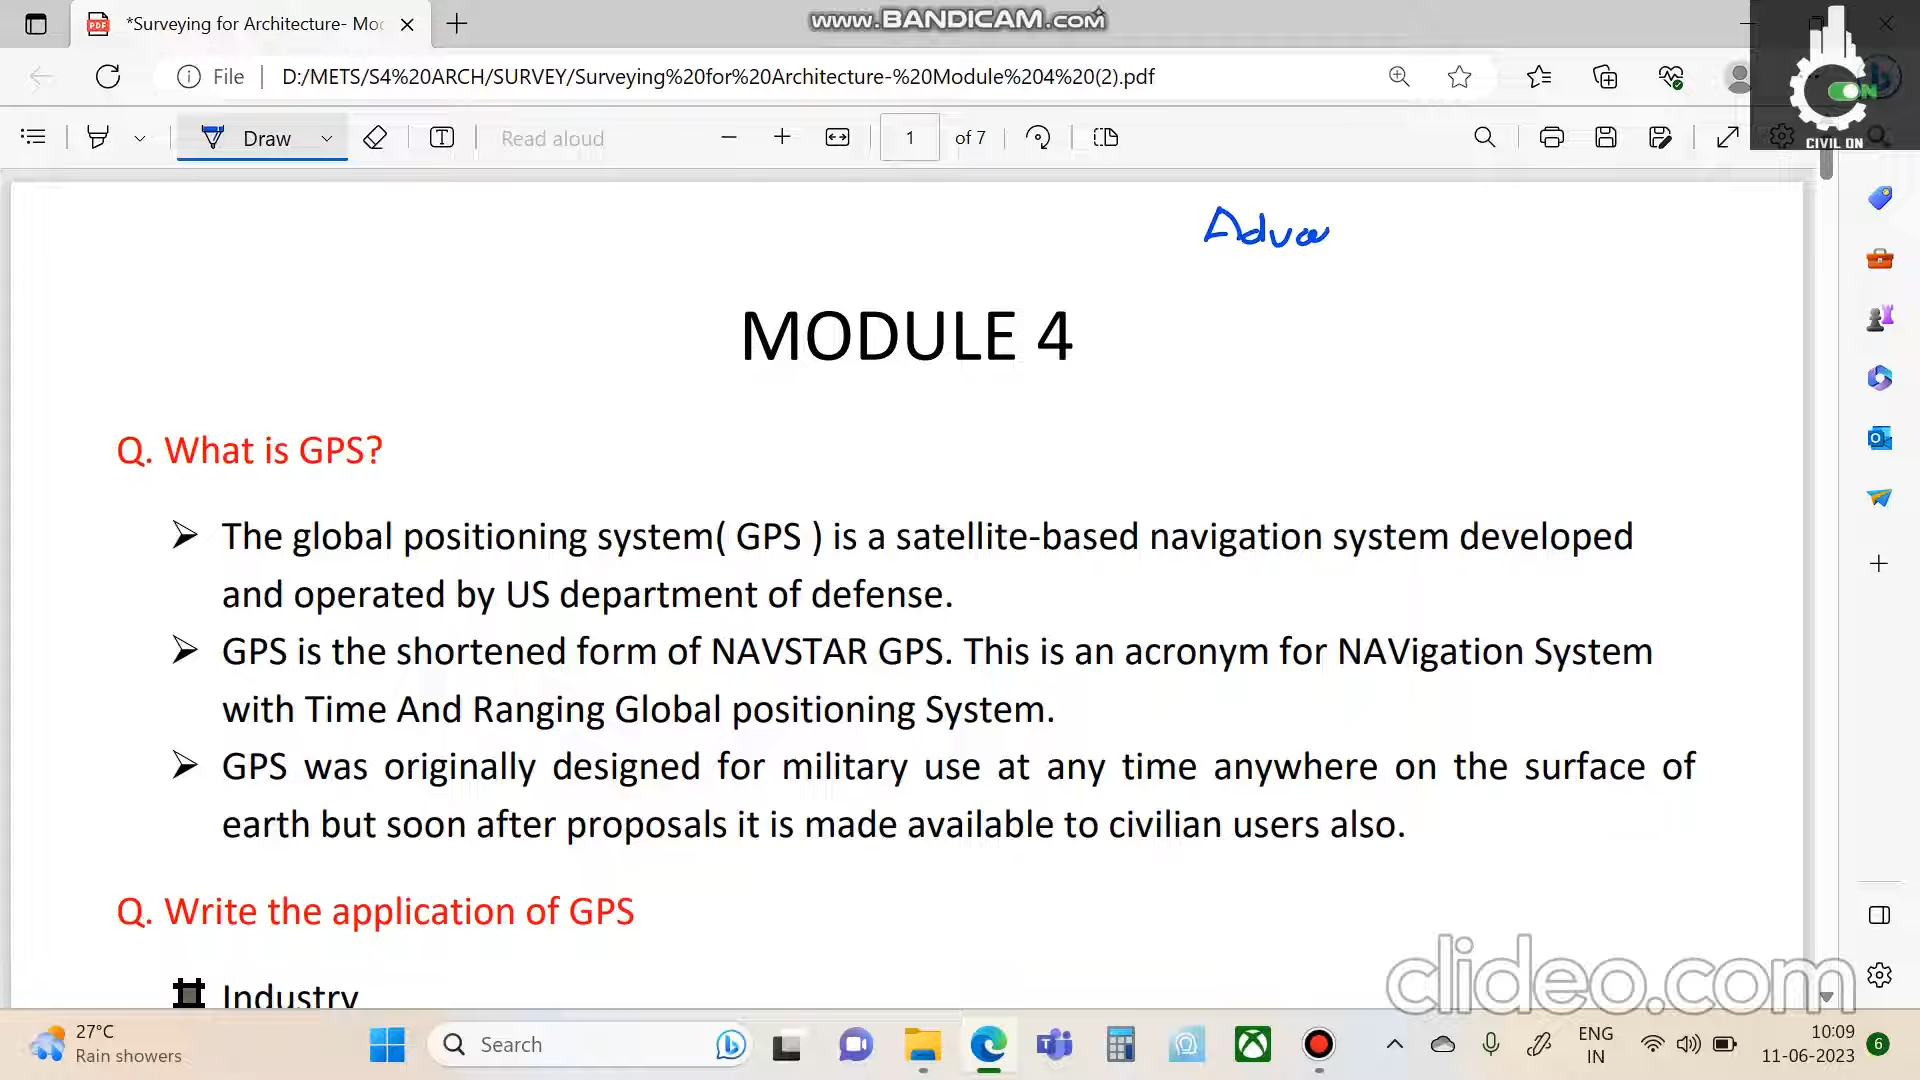 *Surveying for Architecture- Mod
www.BANDICAM.com
File
D:/METS/S4%20ARCH/SURVEY/Surveying%20for%20Architecture-%20Module%204%20(2).pdf
ON
CIVIL ON
Draw
Read aloud
1
of 7
MODULE 4
Q. What is GPS?
➢ The global positioning system( GPS ) is a satellite-based navigation system developed
and operated by US department of defense.
➢ GPS is the shortened form of NAVSTAR GPS. This is an acronym for NAVigation System
with Time And Ranging Global positioning System.
➢ GPS was originally designed for military use at any time anywhere on the surface of
earth but soon after proposals it is made available to civilian users also.
Q. Write the application of GPS
Industry
clideo.com
27°C
Rain showers
Search
ENG
IN
10:09
11-06-2023
6